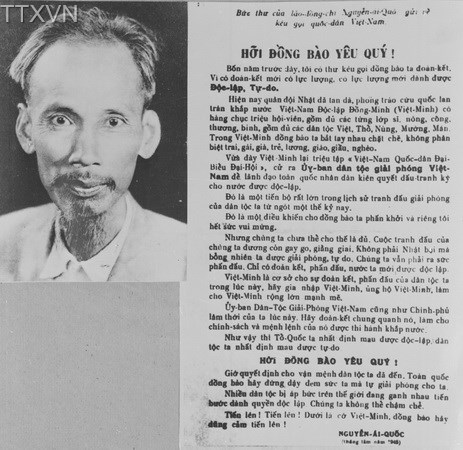 TTXVN
Bức thư của lão-đồng-chí Nguyễn-ái-Quốc gửi về
kêu gọi quốc-dân Việt-Nam
HỠI ĐỒNG BÀO YÊU QUÝ !
Bốn năm trước đây, tôi có thư kêu gọi đồng bào ta đoàn-kết.
Vì có đoàn-kết mới có lực lượng, có lực lượng mới dành được
Độc-lập, Tự-do.
Hiện nay quân đội Nhật đã tan dã, phong trào cứu quốc lan
tràn khắp nước Việt-Nam Độc-lập Đồng-Minh (Việt-Minh) có
hàng chục triệu hội-viên, gồm đủ các từng lớp sĩ, nông, công,
thương, binh, gồm đủ các dân tộc Việt, Thổ, Nùng, Mường, Mán.
Trong Việt-Minh đồng bào ta bắt tay nhau chặt chẽ, không phân
biệt trai, gái, già, trẻ, lương, giáo, giầu, nghèo.
Vừa đây Việt-Minh lại triệu tập « Việt-Nam Quốc-dân Đại-
Biểu Đại-Hội », cử ra Ủy-ban dân tộc giải phóng Việt-
Nam để lãnh đạo toàn quốc nhân dân kiên quyết đấu-tranh kỳ
cho nước được độc-lập.
Đó là một tiến bộ rất lớn trong lịch sử tranh đấu giải phóng
của dân tộc ta từ ngót một thế kỷ nay.
Đó là một điều khiến cho đồng bào ta phấn khởi và riêng tôi
hết sức vui mừng.
Nhưng chúng ta chưa thể cho thế là đủ. Cuộc tranh đấu của
chúng ta đương còn gay go, giằng giai. Không phải Nhật bại mà
bỗng nhiên ta được giải phóng, tự do. Chúng ta vẫn phải ra sức
phấn đấu. Chỉ có đoàn kết, phấn đấu, nước ta mới được độc lập.
Việt-Minh là cơ sở cho sự đoàn kết, phấn đấu của dân tộc ta
trong lúc này, hãy gia nhập Việt-Minh, ủng hộ Việt-Minh, làm
cho Việt-Minh rộng lớn mạnh mẽ.
Ủy-ban Dân-Tộc Giải-Phóng Việt-Nam cũng như Chính-phủ
lâm thời của ta lúc này. Hãy đoàn-kết chung quanh nó, làm cho
chính-sách và mệnh lệnh của nó được thi hành khắp nước.
Như vậy thì Tổ-Quốc ta nhất định mau được độc-lập, dân
tộc ta nhất định mau được tự-do
HỠI ĐỒNG BÀO YÊU QUÝ !
Giờ quyết định cho vận mệnh dân tộc ta đã đến. Toàn quốc
đồng bào hãy đứng dậy đem sức ta mà tự giải phóng cho ta.
Nhiều dân tộc bị áp bức trên thế giới đang ganh nhau tiến
bước dành quyền độc lập. Chúng ta không thể chậm chễ.
Tiến lên ! Tiến lên ! Dưới lá cờ Việt-Minh, đồng bào hãy
dũng cảm tiến lên !
NGUYỄN-ÁI-QUỐC
(tháng tám năm 1945)